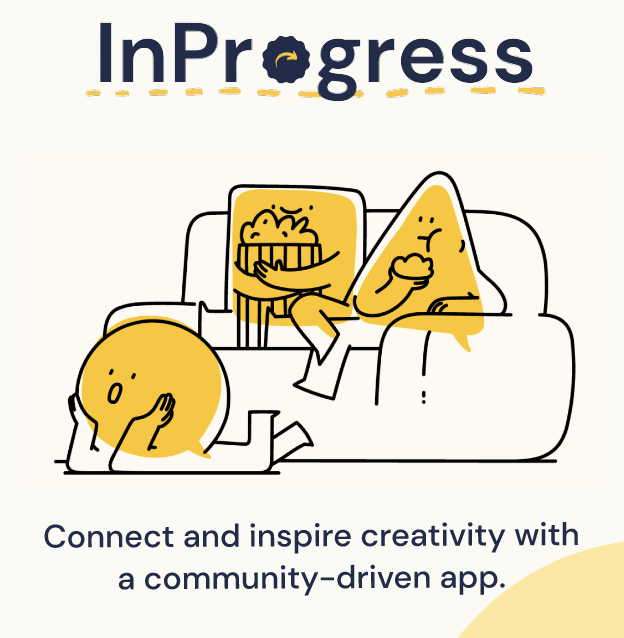 InProgress
Connect and inspire creativity with
a community-driven app.